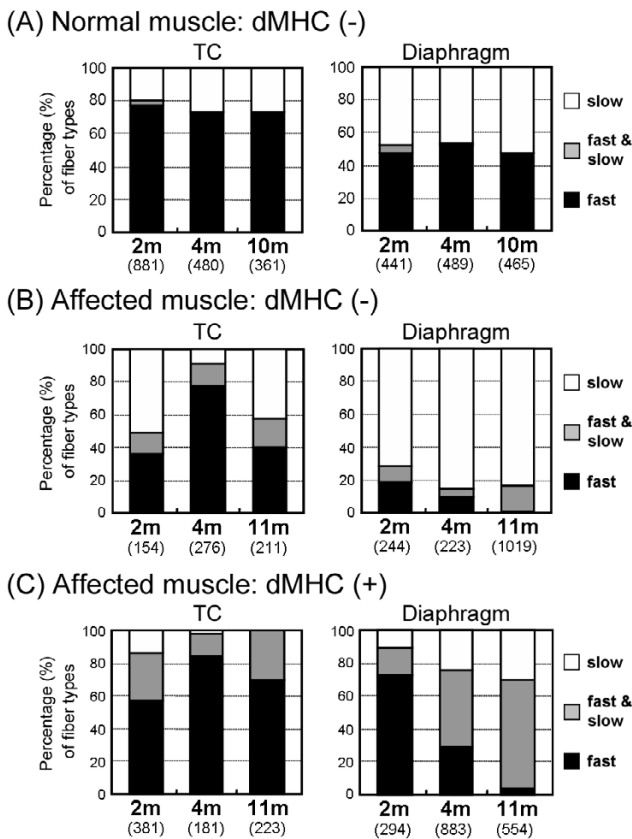 (A) Normal muscle: dMHC (-)
TC
Diaphragm
Percentage (%)
of fiber types
100
80
60
40
20
0
100
80
60
40
20
0
slow
fast &
slow
fast
2m 4m 10m
(881) (480) (361)
2m 4m 10m
(441) (489) (465)
(B) Affected muscle: dMHC (-)
TC
Diaphragm
Percentage (%)
of fiber types
100
80
60
40
20
0
100
80
60
40
20
0
slow
fast &
slow
fast
2m 4m 11m
(154) (276) (211)
2m 4m 11m
(244) (223) (1019)
(C) Affected muscle: dMHC (+)
TC
Diaphragm
Percentage (%)
of fiber types
100
80
60
40
20
0
100
80
60
40
20
0
slow
fast &
slow
fast
2m 4m 11m
(381) (181) (223)
2m 4m 11m
(294) (883) (554)